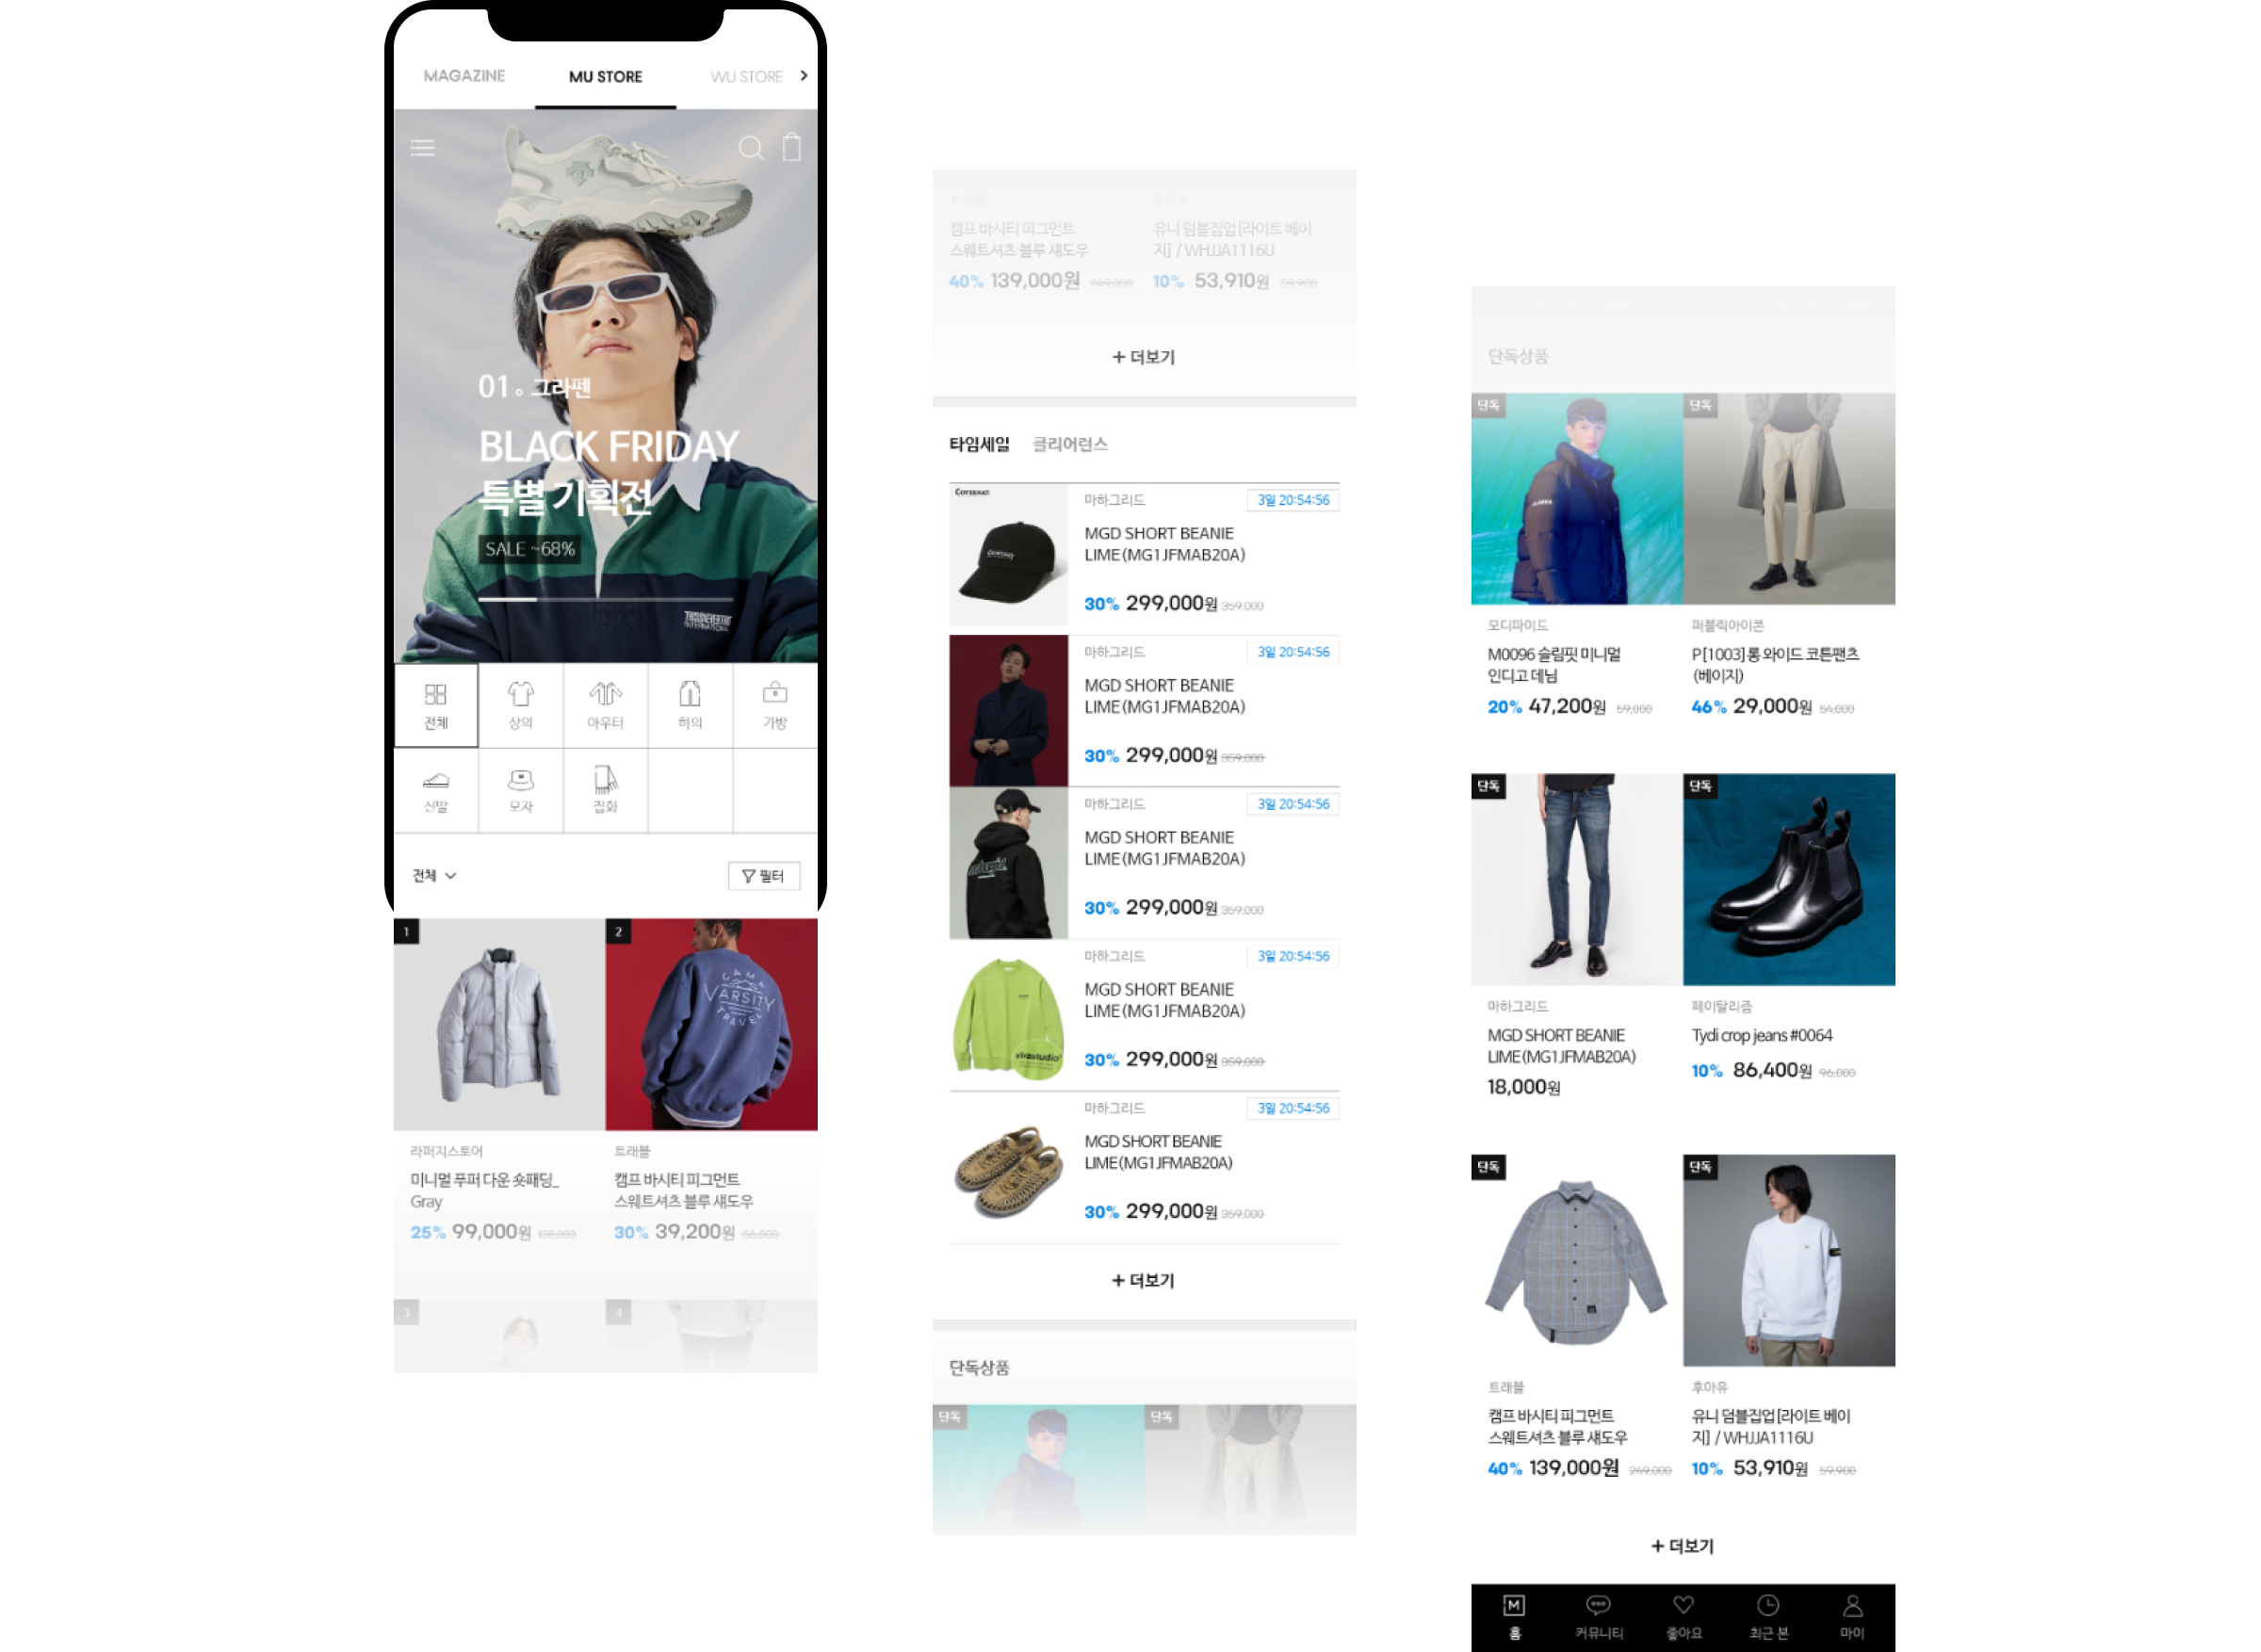 MAGAZINE
MU STORE
WU STORE
01。그라펜
BLACK FRIDAY
특별 기획전
SALE ~68%
전체
상의
아우터
하의
가방
신발
모자
잡화
전체
필터
1
2
CAMP
VARSITY
TRAVEL
라퍼지스토어
트래블
미니멀 푸퍼 다운 숏패딩_
Gray
캠프 바시티 피그먼트
스웨트셔츠 블루 섀도우
25% 99,000원
30% 39,200원 56,000
3
4
트래블
후아유
캠프 바시티 피그먼트
스웨트셔츠 블루 섀도우
유니 덤블집업 [라이트 베이
지] / WHJJA1116U
40% 139,000원 249,000
10% 53,910원 59,900
+ 더보기
타임세일
클리어런스
COVERNAT
마하그리드
3일 20:54:56
MGD SHORT BEANIE
LIME(MG1JFMAB20A)
30% 299,000원 359,000
마하그리드
3일 20:54:56
MGD SHORT BEANIE
LIME(MG1JFMAB20A)
30% 299,000원 359,000
마하그리드
3일 20:54:56
MGD SHORT BEANIE
LIME(MG1JFMAB20A)
30% 299,000원 359,000
마하그리드
3일 20:54:56
MGD SHORT BEANIE
LIME(MG1JFMAB20A)
vivastudio
30% 299,000원 359,000
마하그리드
3일 20:54:56
MGD SHORT BEANIE
LIME(MG1JFMAB20A)
30% 299,000원 359,000
+ 더보기
단독상품
단독
단독
단독상품
단독
단독
모디파이드
퍼블릭아이콘
M0096 슬림핏 미니멀
인디고 데님
P[1003] 롱 와이드 코튼팬츠
(베이지)
20% 47,200원 59,000
46% 29,000원 54,000
단독
단독
마하그리드
페이탈리즘
MGD SHORT BEANIE
LIME(MG1JFMAB20A)
Tydi crop jeans #0064
18,000원
10% 86,400원 96,000
단독
단독
트래블
후아유
캠프 바시티 피그먼트
스웨트셔츠 블루 섀도우
유니 덤블집업 [라이트 베이
지] / WHJJA1116U
40% 139,000원 249,000
10% 53,910원 59,900
+ 더보기
M
홈
커뮤니티
좋아요
최근 본
마이